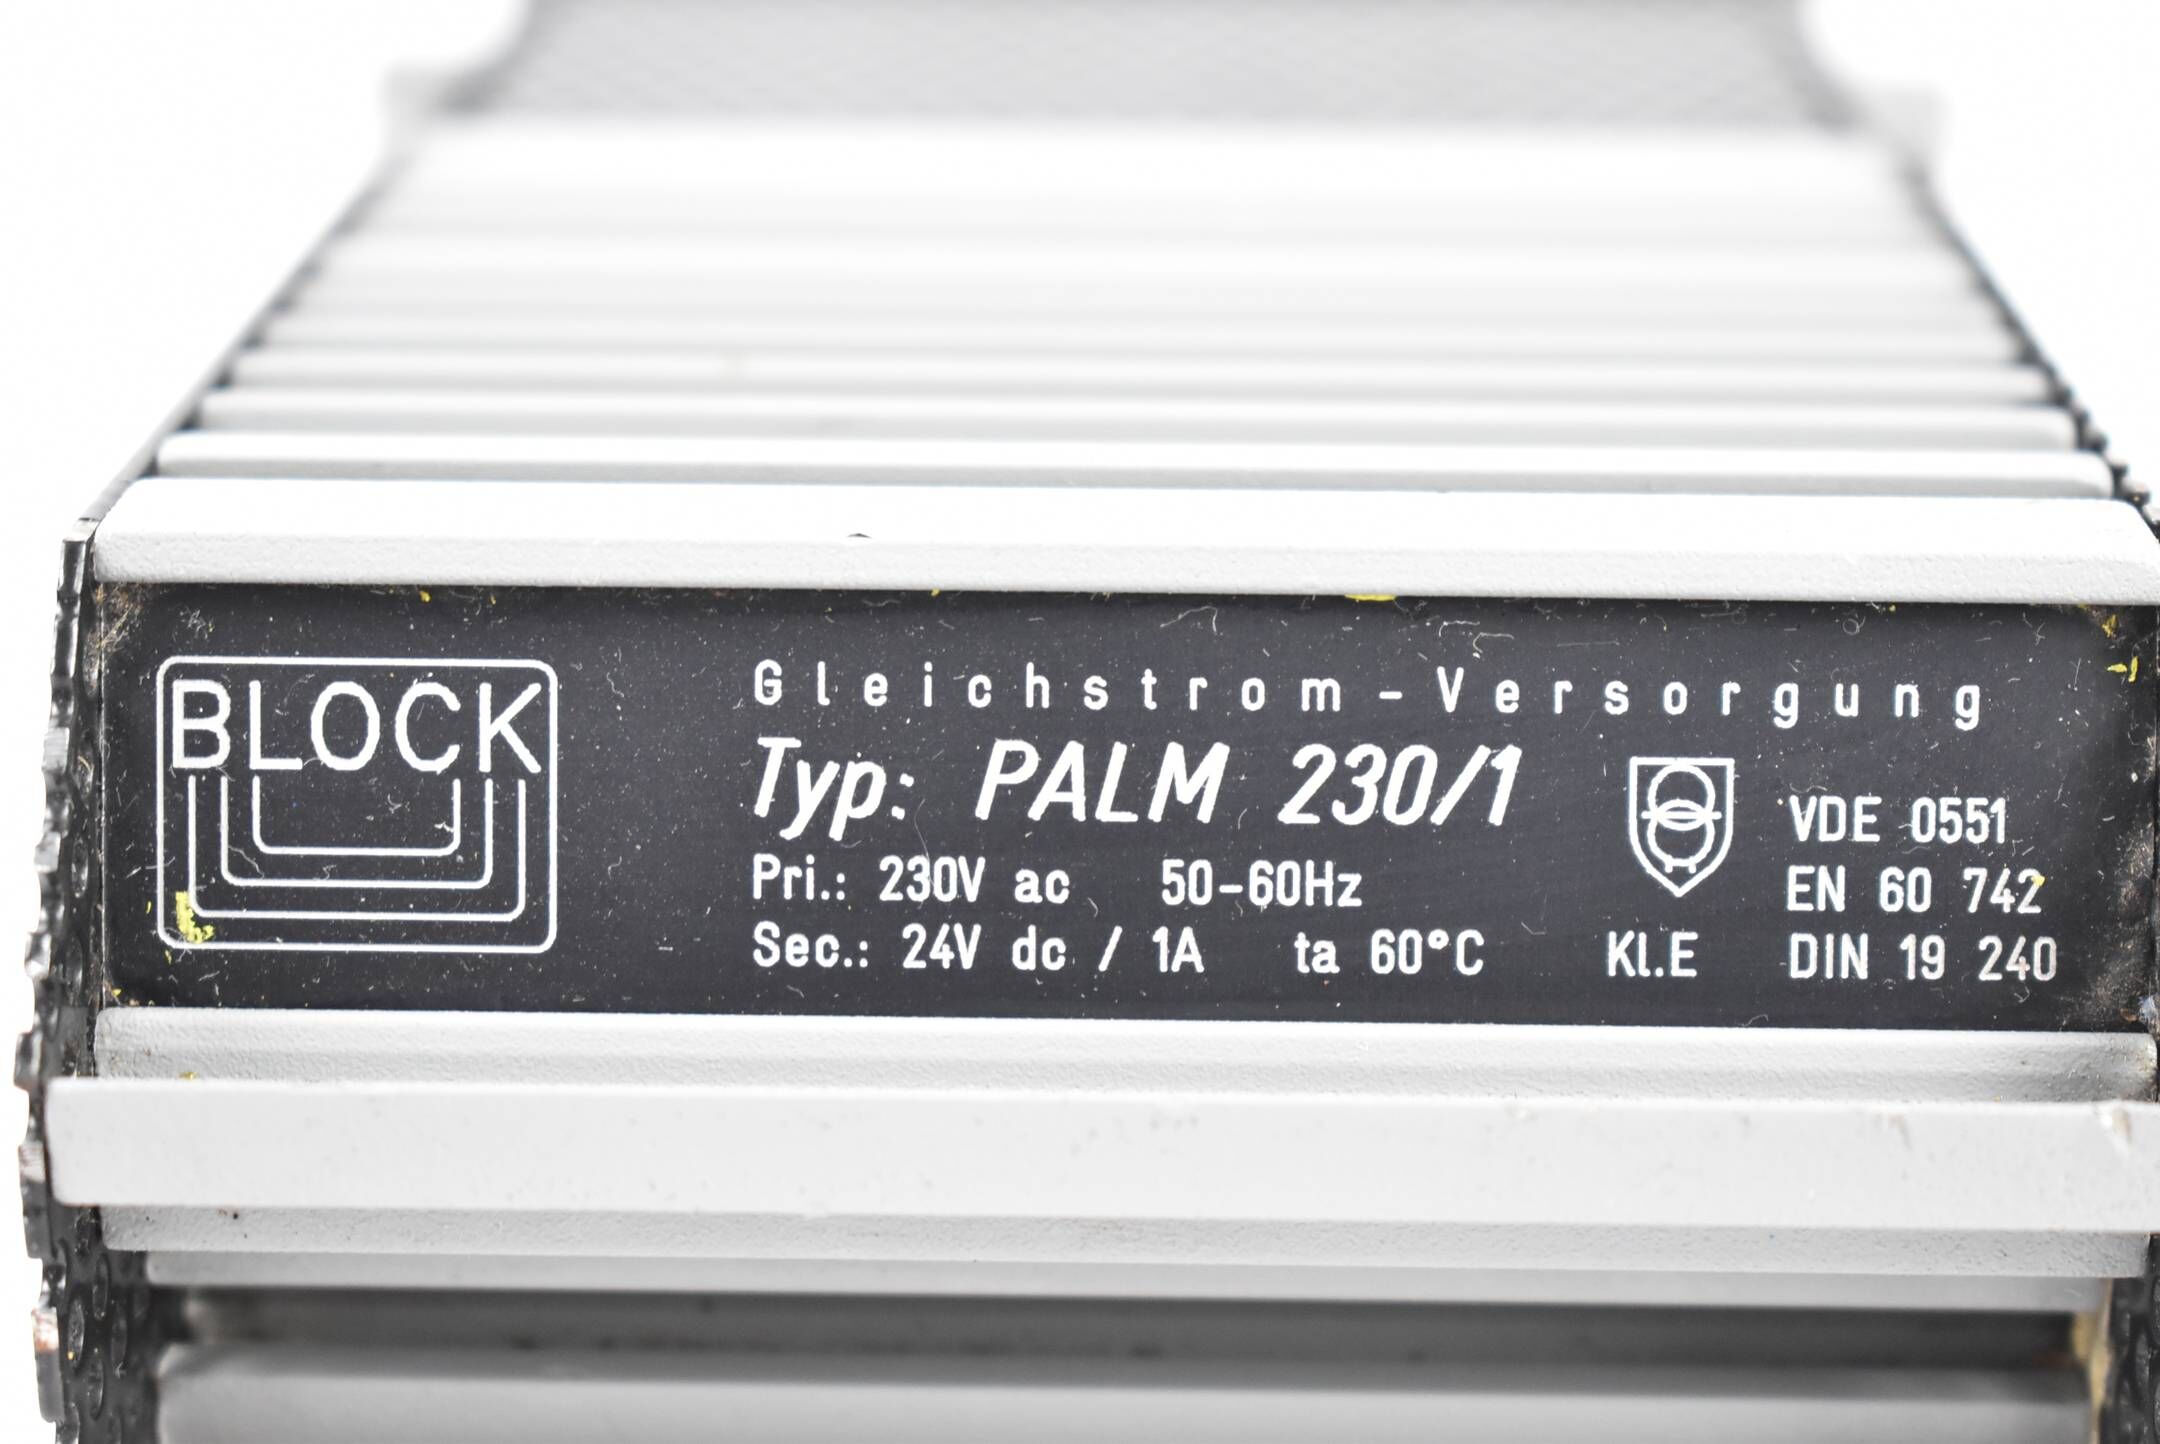 BLOCK
Gleichstrom-Versorgung
Typ: PALM 230/1
Pri.: 230V ac 50-60Hz
Sec.: 24V dc / 1A ta 60°C
Kl.E
VDE 0551
EN 60 742
DIN 19 240